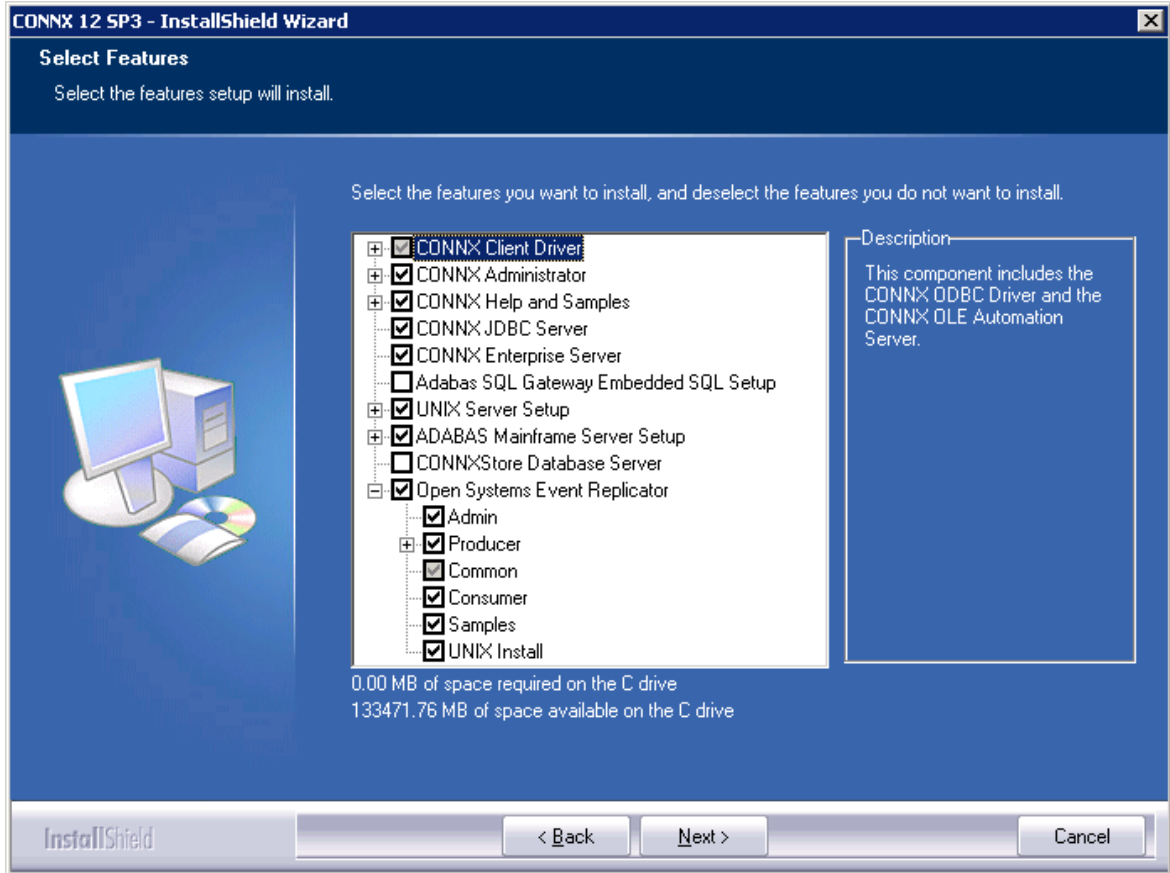 CONNX 12 SP3 - InstallShield Wizard
Select Features
Select the features setup will install.
Select the features you want to install, and deselect the features you do not want to install.
CONNX Client Driver
CONNX Administrator
CONNX Help and Samples
CONNX JDBC Server
CONNX Enterprise Server
Adabas SQL Gateway Embedded SQL Setup
UNIX Server Setup
ADABAS Mainframe Server Setup
CONNXStore Database Server
Open Systems Event Replicator
Admin
Producer
Common
Consumer
Samples
UNIX Install
Description
This component includes the
CONNX ODBC Driver and the
CONNX OLE Automation
Server.
0.00 MB of space required on the C drive
133471.76 MB of space available on the C drive
InstallShield
< Back
Next >
Cancel